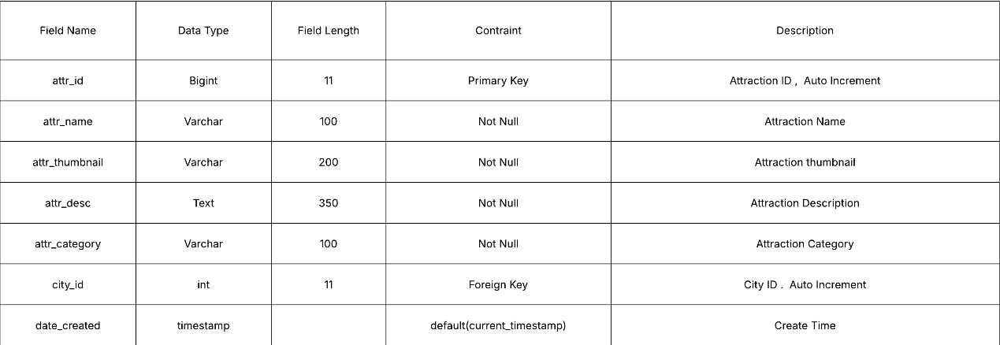 Field Name Data Type Field Length Contraint Description
attr_id Bigint 11 Primary Key Attraction ID , Auto Increment
attr_name Varchar 100 Not Null Attraction Name
attr_thumbnail Varchar 200 Not Null Attraction thumbnail
attr_desc Text 350 Not Null Attraction Description
attr_category Varchar 100 Not Null Attraction Category
city_id int 11 Foreign Key City ID . Auto Increment
date_created timestamp default(current_timestamp) Create Time